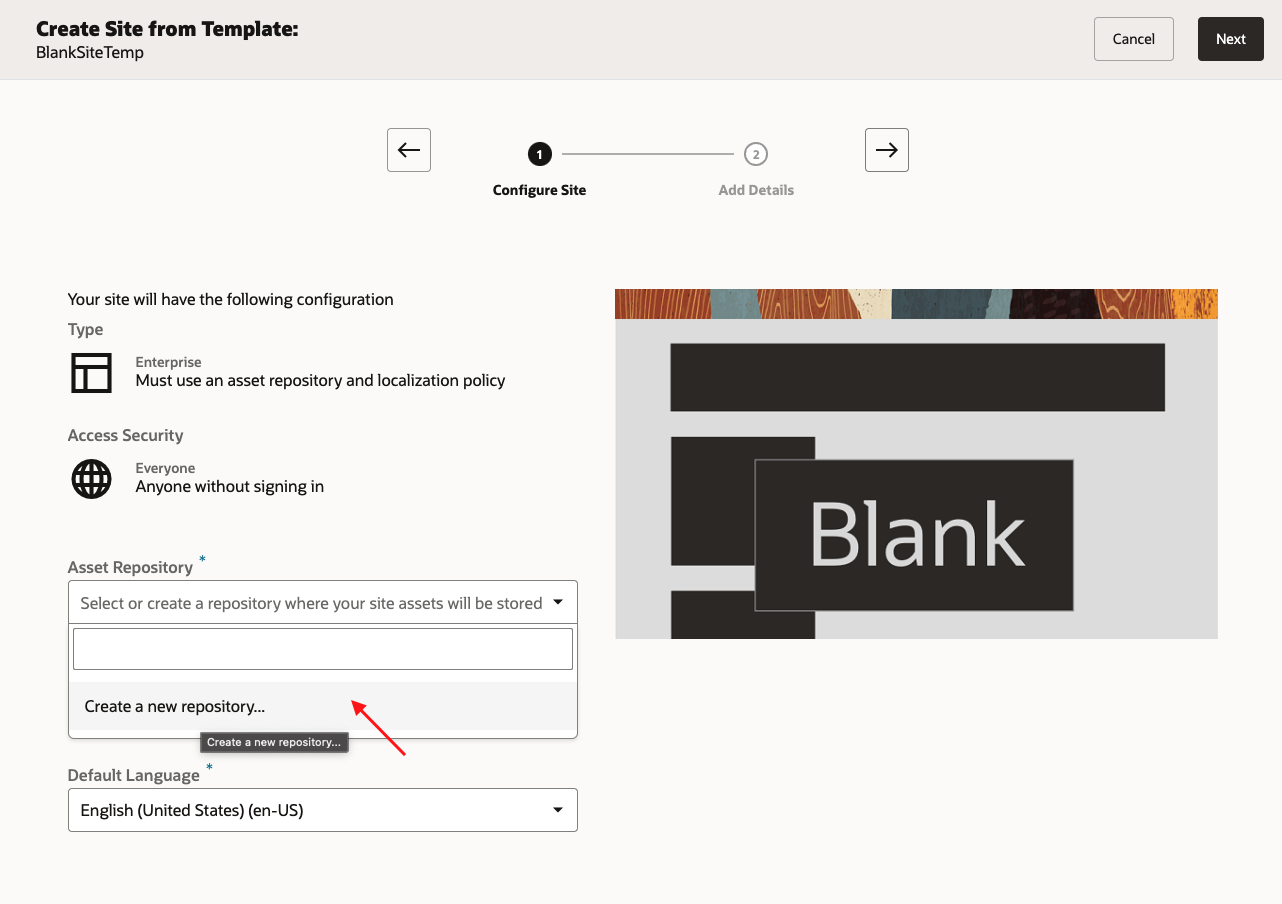 Create Site from Template:
BlankSiteTemp
Cancel
Next
1
2
Configure Site
Add Details
Your site will have the following configuration
Type
Enterprise
Must use an asset repository and localization policy
Access Security
Everyone
Anyone without signing in
Asset Repository *
Select or create a repository where your site assets will be stored
Create a new repository...
Create a new repository...
Default Language *
English (United States) (en-US)
Blank